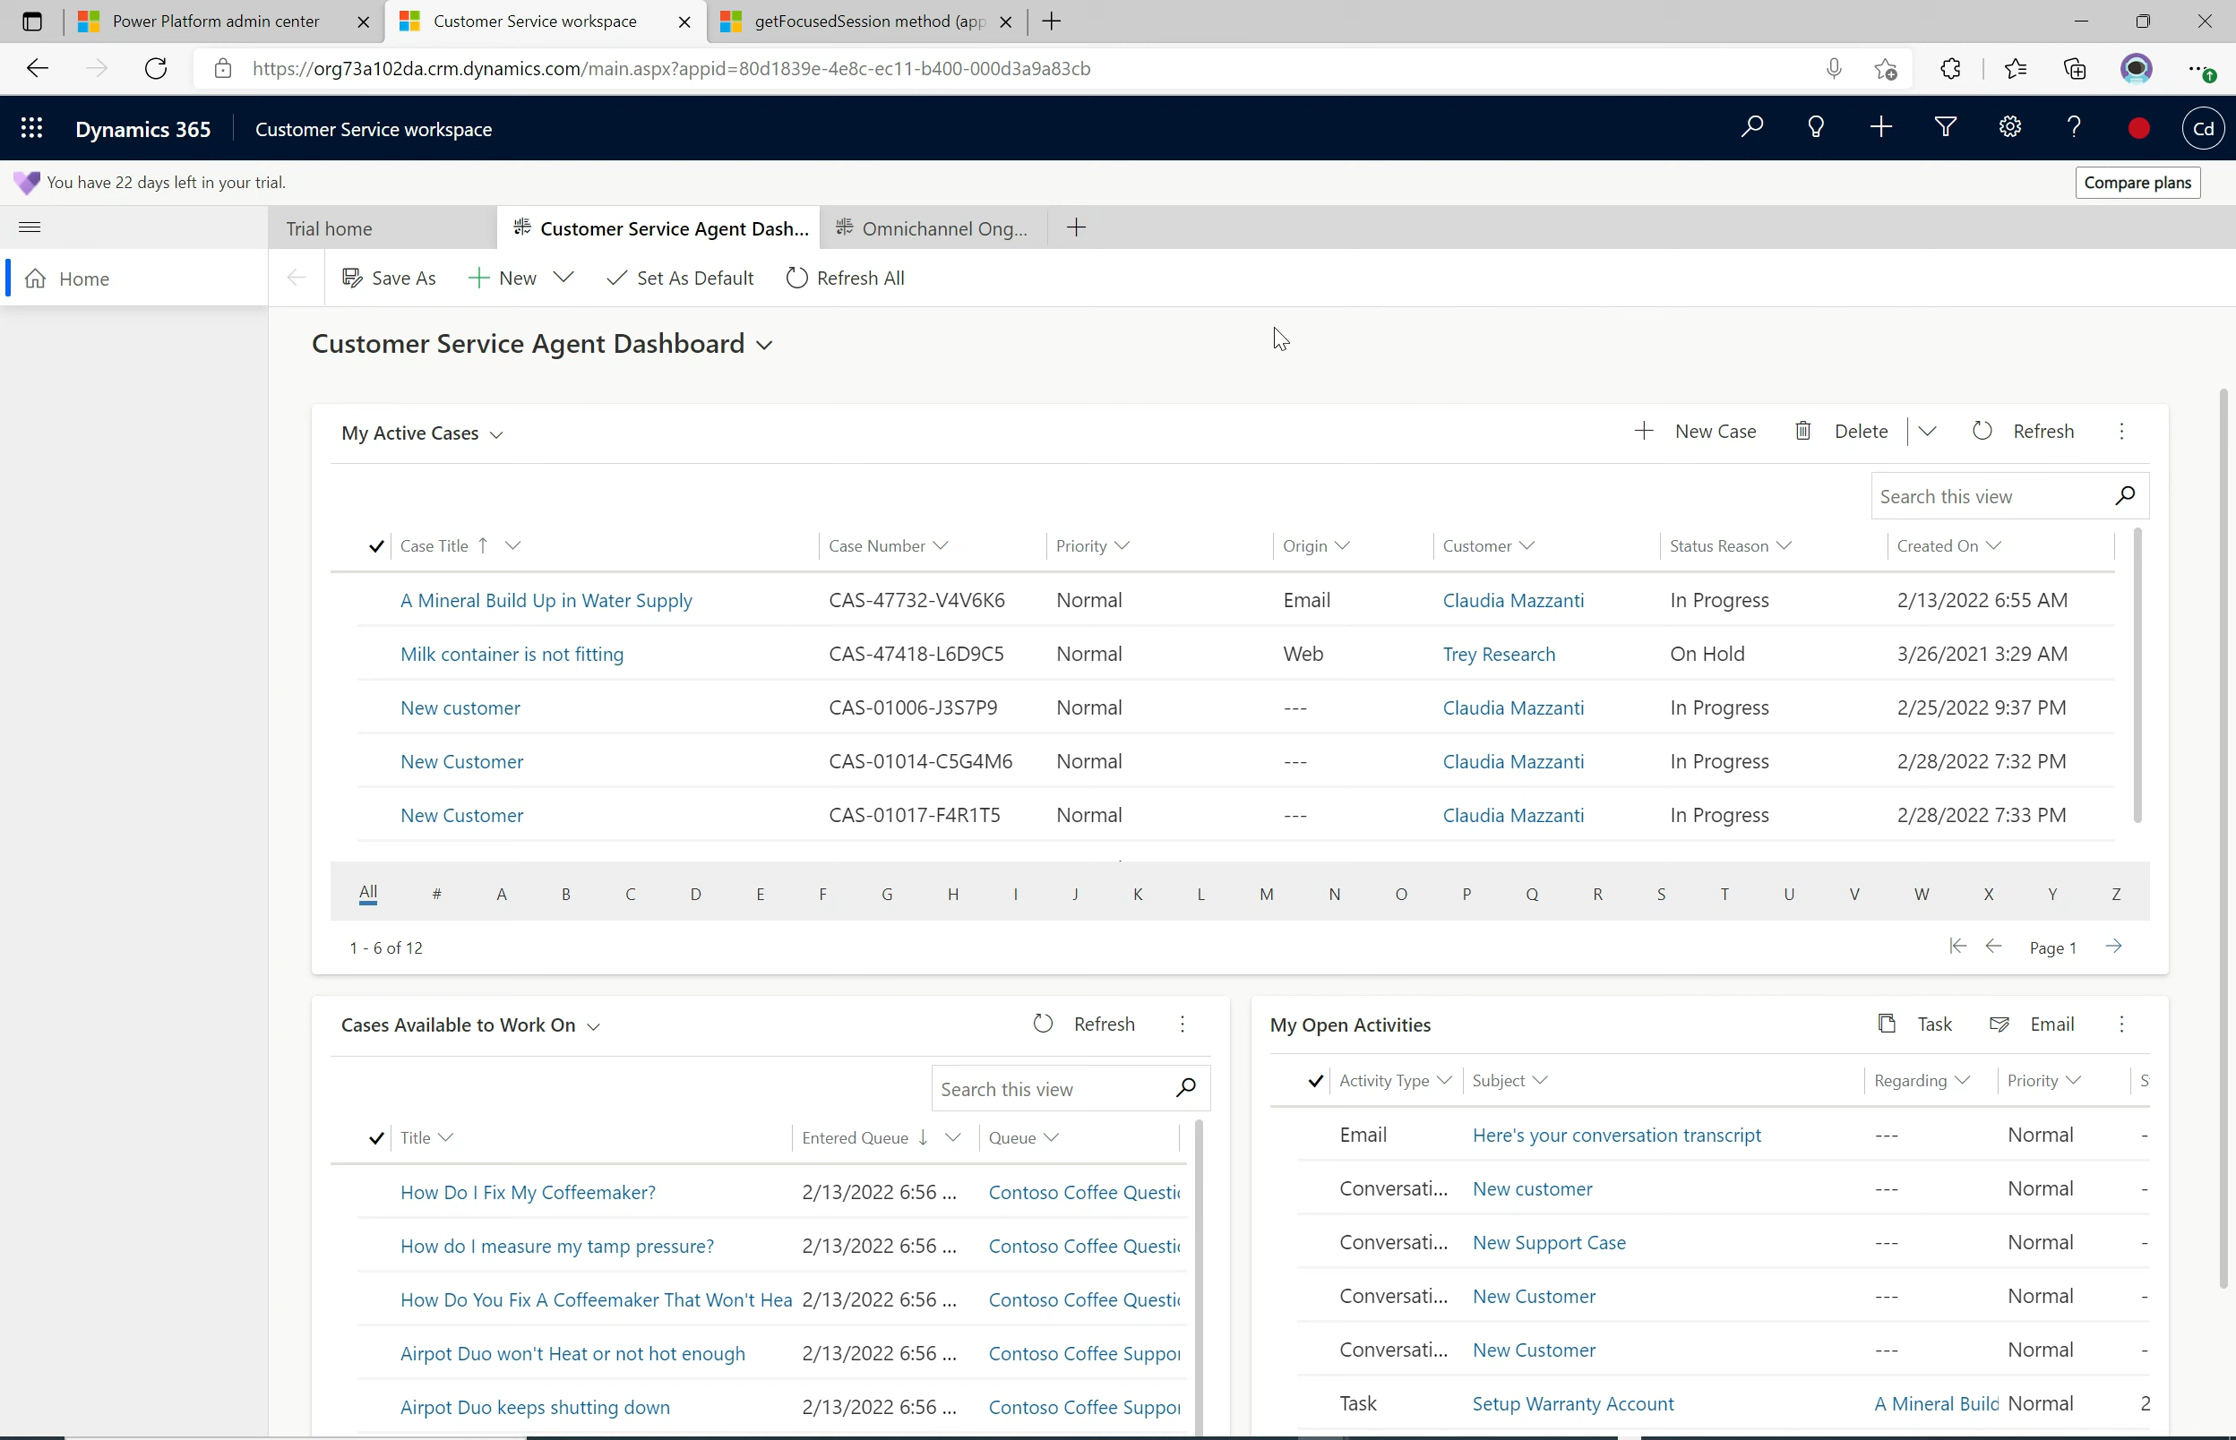 Power Platform admin center
Customer Service workspace
getFocusedSession method (app
https://org73a102da.crm.dynamics.com/main.aspx?appid=80d1839e-4e8c-ec11-b400-000d3a9a83cb
Dynamics 365
Customer Service workspace
Cd
You have 22 days left in your trial.
Compare plans
Trial home
Customer Service Agent Dash...
Omnichannel Ong...
Home
Save As
New
Set As Default
Refresh All
Customer Service Agent Dashboard
My Active Cases
New Case
Delete
Refresh
Search this view
Case Title Case Number Priority Origin Customer Status Reason Created On
A Mineral Build Up in Water Supply CAS-47732-V4V6K6 Normal Email Claudia Mazzanti In Progress 2/13/2022 6:55 AM
Milk container is not fitting CAS-47418-L6D9C5 Normal Web Trey Research On Hold 3/26/2021 3:29 AM
New customer CAS-01006-J3S7P9 Normal --- Claudia Mazzanti In Progress 2/25/2022 9:37 PM
New Customer CAS-01014-C5G4M6 Normal --- Claudia Mazzanti In Progress 2/28/2022 7:32 PM
New Customer CAS-01017-F4R1T5 Normal --- Claudia Mazzanti In Progress 2/28/2022 7:33 PM
All # A B C D E F G H I J K L M N O P Q R S T U V W X Y Z
1 - 6 of 12
Page 1
Cases Available to Work On
Refresh
Search this view
Title Entered Queue Queue
How Do I Fix My Coffeemaker? 2/13/2022 6:56 ... Contoso Coffee Questic
How do I measure my tamp pressure? 2/13/2022 6:56 ... Contoso Coffee Questic
How Do You Fix A Coffeemaker That Won't Hea 2/13/2022 6:56 ... Contoso Coffee Questic
Airpot Duo won't Heat or not hot enough 2/13/2022 6:56 ... Contoso Coffee Suppor
Airpot Duo keeps shutting down 2/13/2022 6:56 ... Contoso Coffee Suppor
My Open Activities
Task
Email
Activity Type Subject Regarding Priority S
Email Here's your conversation transcript --- Normal -
Conversati... New customer --- Normal -
Conversati... New Support Case --- Normal -
Conversati... New Customer --- Normal -
Conversati... New Customer --- Normal -
Task Setup Warranty Account A Mineral Build Normal 2